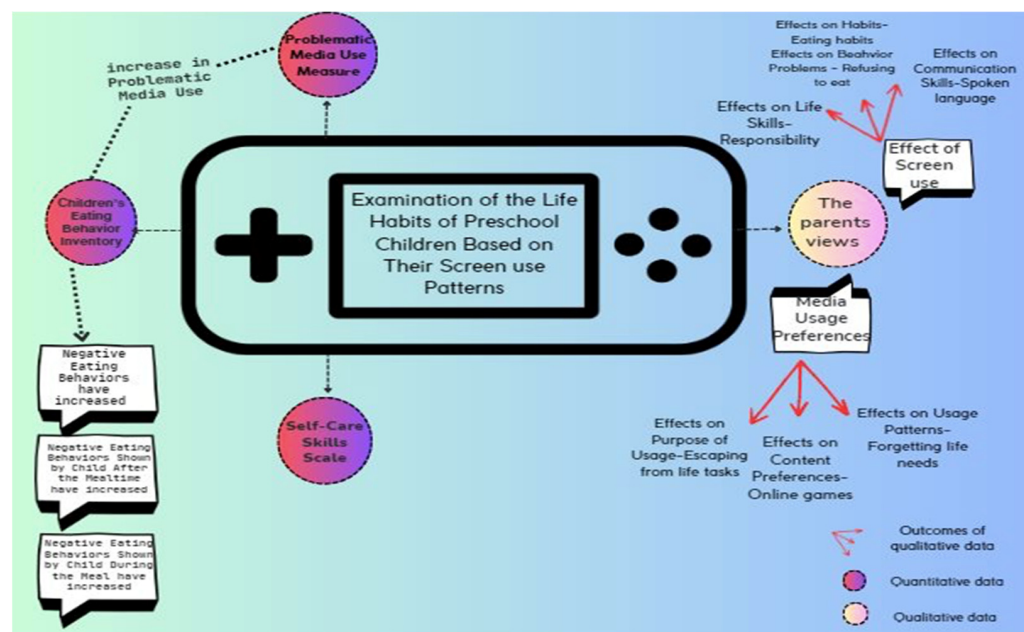 Problematic
Media Use
Measure
increase in
Problematic
Media Use
Children's
Eating
Behavior
Inventory
Negative
Eating
Behaviors
have
increased
Negative Eating
Behaviors Shown
by Child After
the Mealtime
have increased
Negative Eating
Behaviors Shown
by Child During
the Meal have
increased
Examination of the Life
Habits of Preschool
Children Based on
Their Screen use
Patterns
Self-Care
Skills
Scale
Effects on Habits-
Eating habits
Effects on Beahvior
Problems - Refusing
to eat
Effects on
Communication
Skills-Spoken
language
Effects on Life
Skills-
Responsibility
Effect of
Screen
use
The
parents
views
Media
Usage
Preferences
Effects on
Purpose of
Usage-Escaping
from life tasks
Effects on
Content
Preferences-
Online games
Effects on Usage
Patterns-
Forgetting life
needs
Outcomes of
qualitative data
Quantitative data
Qualitative data